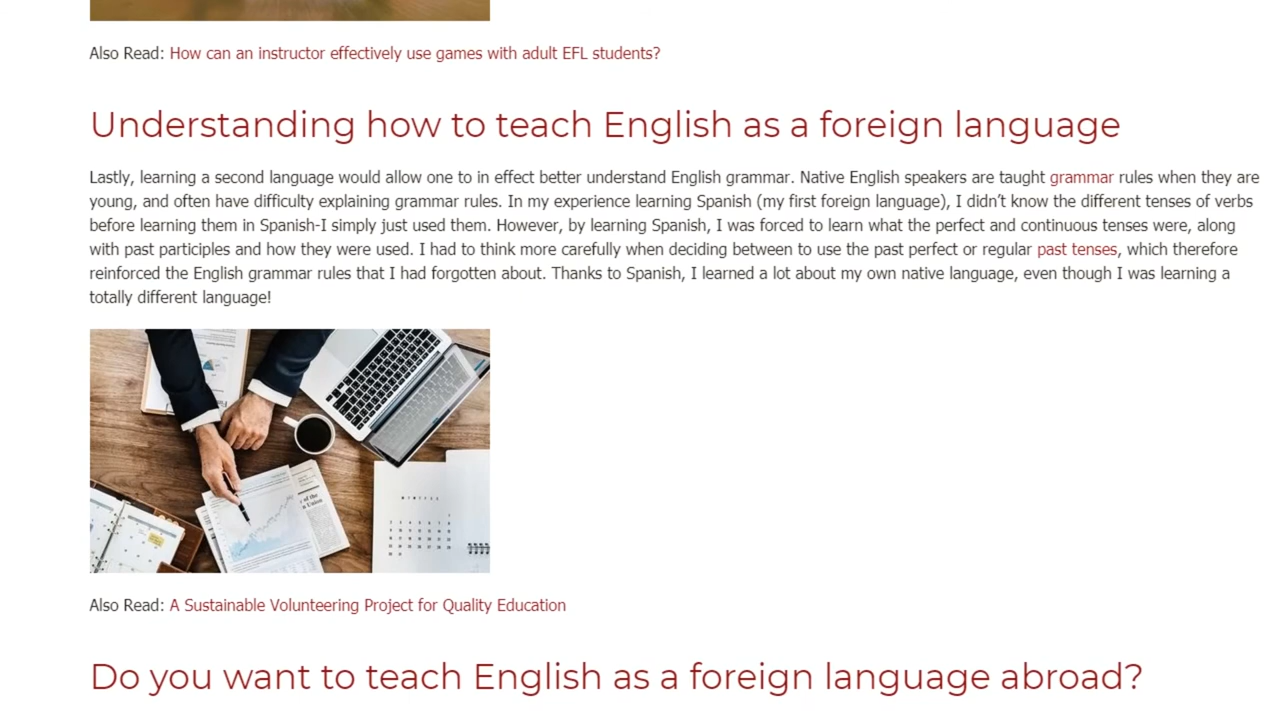 Also Read: How can an instructor effectively use games with adult EFL students?
Understanding how to teach English as a foreign language
Lastly, learning a second language would allow one to in effect better understand English grammar. Native English speakers are taught grammar rules when they are
young, and often have difficulty explaining grammar rules. In my experience learning Spanish (my first foreign language), I didn’t know the different tenses of verbs
before learning them in Spanish-I simply just used them. However, by learning Spanish, I was forced to learn what the perfect and continuous tenses were, along
with past participles and how they were used. I had to think more carefully when deciding between to use the past perfect or regular past tenses, which therefore
reinforced the English grammar rules that I had forgotten about. Thanks to Spanish, I learned a lot about my own native language, even though I was learning a
totally different language!
Also Read: A Sustainable Volunteering Project for Quality Education
Do you want to teach English as a foreign language abroad?